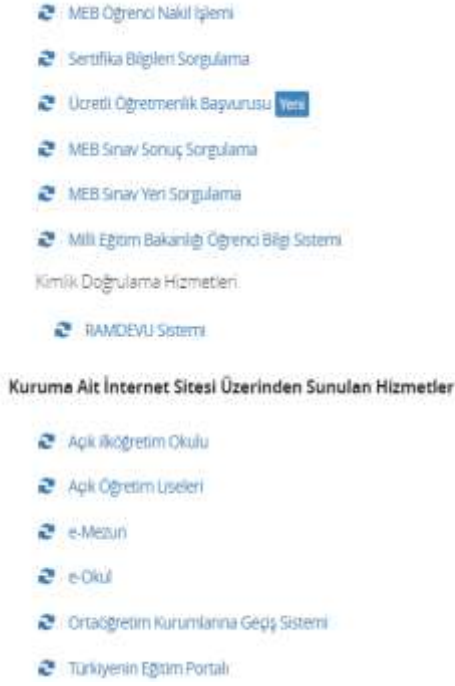 MEB Öğrenci Nakil İşlemi
Sertifika Bilgileri Sorgulama
Ücretli Öğretmenlik Başvurusu Yeni
MEB Sınav Sonuç Sorgulama
MEB Sınav Yeri Sorgulama
Milli Eğitim Bakanlığı Öğrenci Bilgi Sistemi
Kimlik Doğrulama Hizmetleri
RAMDEVU Sistemi
Kuruma Ait İnternet Sitesi Üzerinden Sunulan Hizmetler
Açık ilköğretim Okulu
Açık Öğretim Liseleri
e-Mezun
e-Okul
Ortaöğretim Kurumlarına Geçiş Sistemi
Türkiyenin Eğitim Portalı